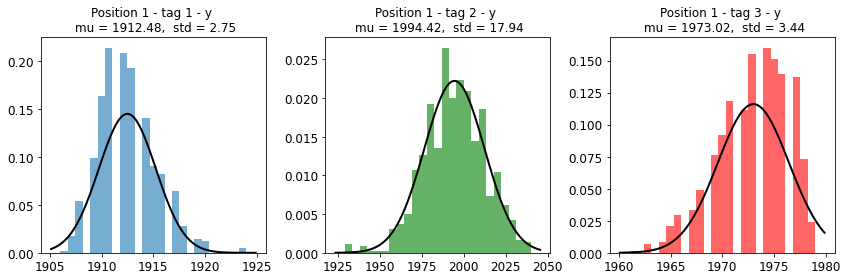 Position 1 - tag 1 - y
mu = 1912.48, std = 2.75
0.20
0.15
0.10
0.05
0.00
1905 1910 1915 1920 1925
Position 1 - tag 2 - y
mu = 1994.42, std = 17.94
0.025
0.020
0.015
0.010
0.005
0.000
1925 1950 1975 2000 2025 2050
Position 1 - tag 3 - y
mu = 1973.02, std = 3.44
0.150
0.125
0.100
0.075
0.050
0.025
0.000
1960 1965 1970 1975 1980